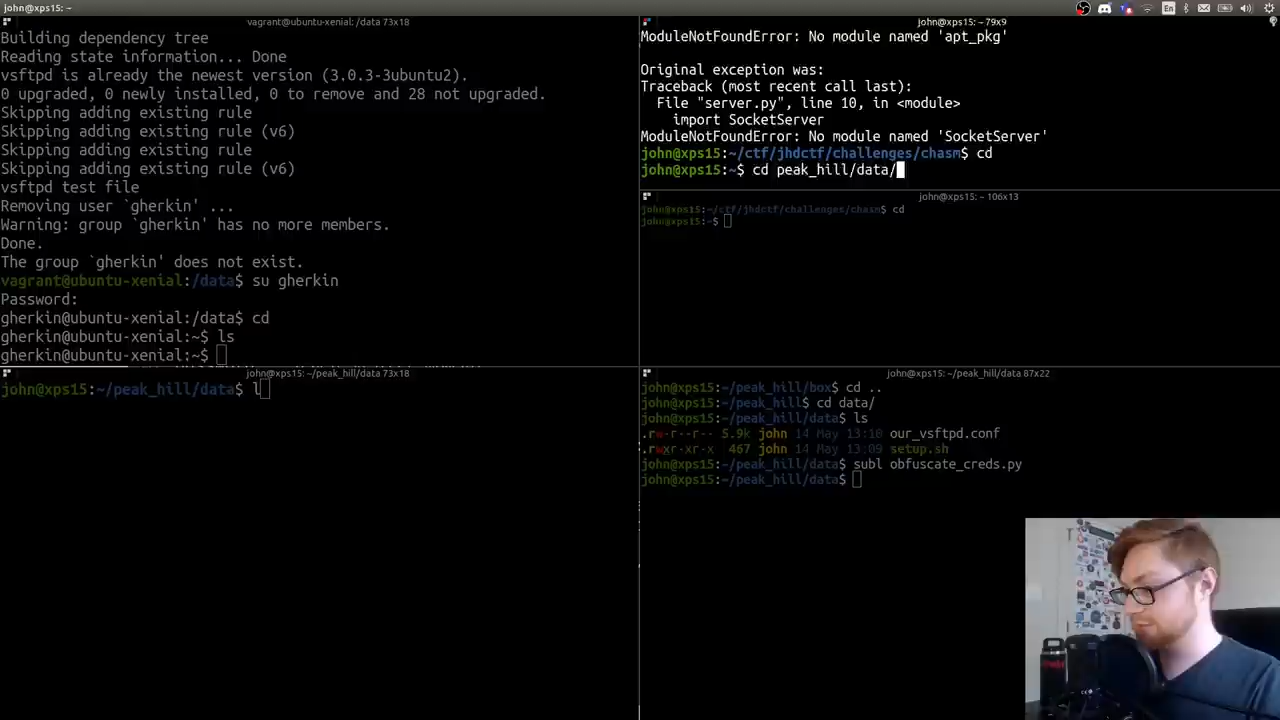 john@xps15: ~
En
vagrant@ubuntu-xenial: /data 73x18
Building dependency tree
Reading state information... Done
vsftpd is already the newest version (3.0.3-3ubuntu2).
0 upgraded, 0 newly installed, 0 to remove and 28 not upgraded.
Skipping adding existing rule
Skipping adding existing rule (v6)
Skipping adding existing rule
Skipping adding existing rule (v6)
vsftpd test file
Removing user `gherkin' ...
Warning: group `gherkin' has no more members.
Done.
The group `gherkin' does not exist.
vagrant@ubuntu-xenial:/data$ su gherkin
Password:
gherkin@ubuntu-xenial:/data$ cd
gherkin@ubuntu-xenial:~$ ls
gherkin@ubuntu-xenial:~$
john@xps15: ~ 79x9
ModuleNotFoundError: No module named 'apt_pkg'
Original exception was:
Traceback (most recent call last):
File "server.py", line 10, in <module>
import SocketServer
ModuleNotFoundError: No module named 'SocketServer'
john@xps15:~/ctf/jhdctf/challenges/chasm$ cd
john@xps15:~$ cd peak_hill/data/
john@xps15: ~ 106x13
john@xps15:~/ctf/jhdctf/challenges/chasm$ cd
john@xps15:~$
john@xps15: ~/peak_hill/data 73x18
john@xps15:~/peak_hill/data$ l
john@xps15: ~/peak_hill/data 87x22
john@xps15:~/peak_hill/box$ cd ..
john@xps15:~/peak_hill$ cd data/
john@xps15:~/peak_hill/data$ ls
.rw-r--r-- 5.9k john 14 May 13:10 our_vsftpd.conf
.rwxr-xr-x 467 john 14 May 13:09 setup.sh
john@xps15:~/peak_hill/data$ subl obfuscate_creds.py
john@xps15:~/peak_hill/data$